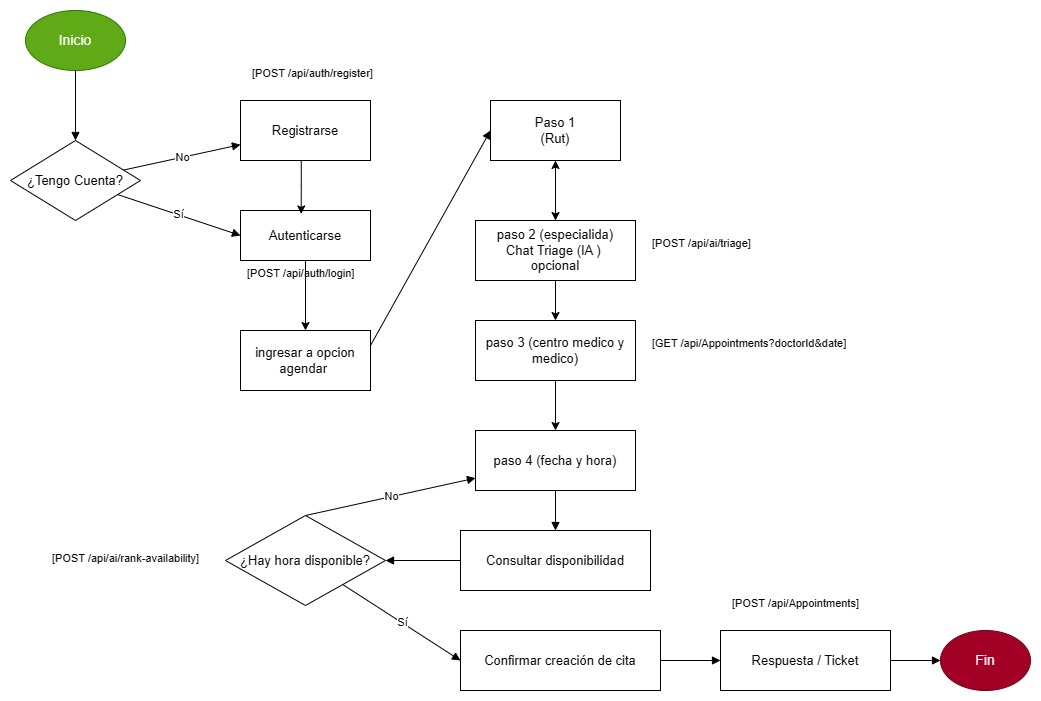 Inicio
[POST /api/auth/register]
Registrarse
Paso 1
(Rut)
No
¿Tengo Cuenta?
Sí
Autenticarse
[POST /api/auth/login]
paso 2 (especialida)
Chat Triage (IA )
opcional
[POST /api/ai/triage]
ingresar a opcion
agendar
paso 3 (centro medico y
medico)
[GET /api/Appointments?doctorId&date]
paso 4 (fecha y hora)
No
[POST /api/ai/rank-availability]
¿Hay hora disponible?
Consultar disponibilidad
Sí
[POST /api/Appointments]
Confirmar creación de cita
Respuesta / Ticket
Fin